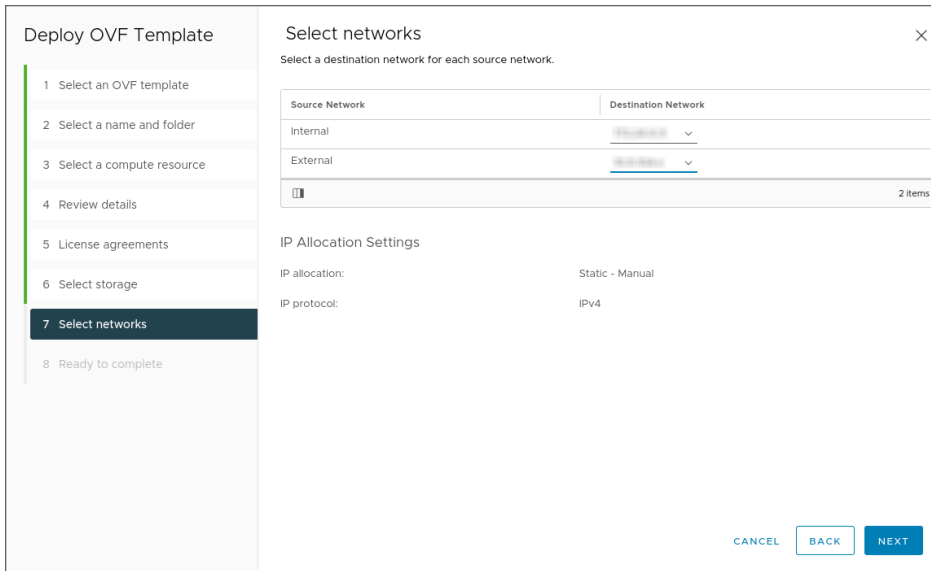 Deploy OVF Template
1 Select an OVF template
2 Select a name and folder
3 Select a compute resource
4 Review details
5 License agreements
6 Select storage
7 Select networks
8 Ready to complete
Select networks
Select a destination network for each source network.
Source Network Destination Network
Internal
External
2 items
IP Allocation Settings
IP allocation: Static - Manual
IP protocol: IPv4
CANCEL BACK NEXT